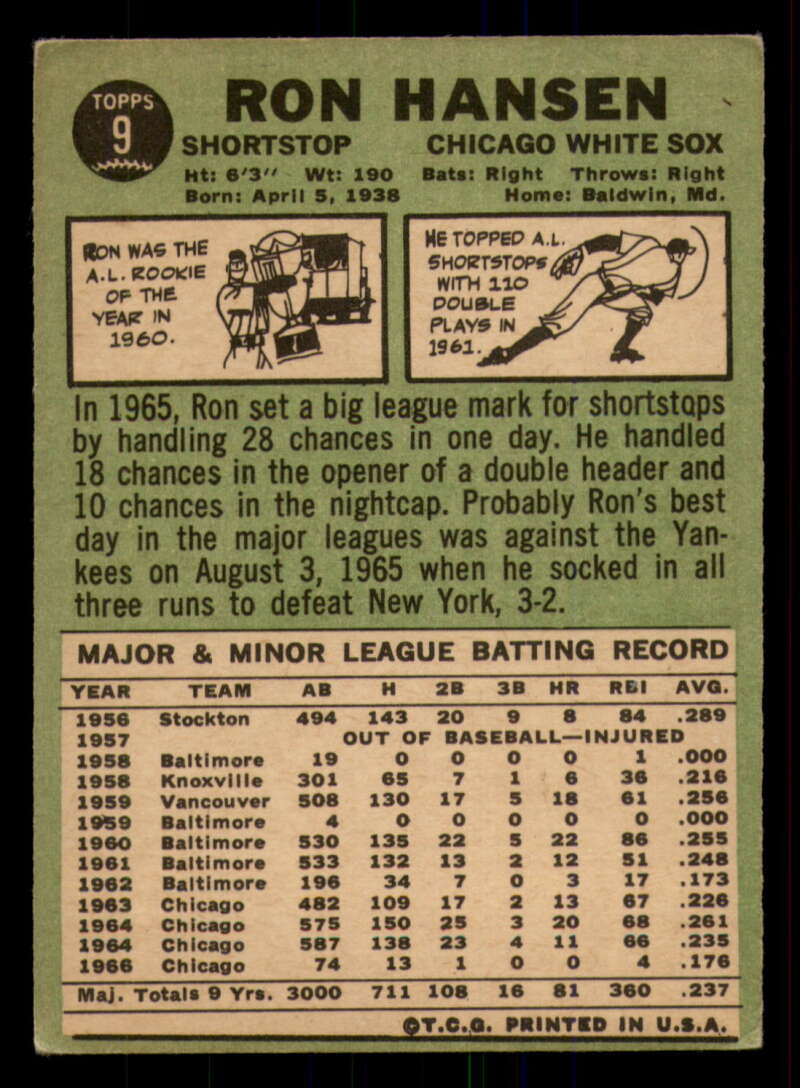 TOPPS
9
RON HANSEN
SHORTSTOP CHICAGO WHITE SOX
Ht: 6'3" Wt: 190 Bats: Right Throws: Right
Born: April 5, 1938 Home: Baldwin, Md.
RON WAS THE
A.L. ROOKIE
OF THE
YEAR IN
1960.
HE TOPPED A.L.
SHORTSTOPS
WITH 110
DOUBLE
PLAYS IN
1961.
In 1965, Ron set a big league mark for shortstops
by handling 28 chances in one day. He handled
18 chances in the opener of a double header and
10 chances in the nightcap. Probably Ron's best
day in the major leagues was against the Yan-
kees on August 3, 1965 when he socked in all
three runs to defeat New York, 3-2.
MAJOR & MINOR LEAGUE BATTING RECORD
YEAR TEAM AB H 2B 3B HR RBI AVG.
1956 Stockton 494 143 20 9 8 84 .289
1957 OUT OF BASEBALL—INJURED
1958 Baltimore 19 0 0 0 0 1 .000
1958 Knoxville 301 65 7 1 6 36 .216
1959 Vancouver 508 130 17 5 18 61 .256
1959 Baltimore 4 0 0 0 0 0 .000
1960 Baltimore 530 135 22 5 22 86 .255
1961 Baltimore 533 132 13 2 12 51 .248
1962 Baltimore 196 34 7 0 3 17 .173
1963 Chicago 482 109 17 2 13 67 .226
1964 Chicago 575 150 25 3 20 68 .261
1964 Chicago 587 138 23 4 11 66 .235
1966 Chicago 74 13 1 0 0 4 .176
Maj. Totals 9 Yrs. 3000 711 108 16 81 360 .237
©T.C.G. PRINTED IN U.S.A.